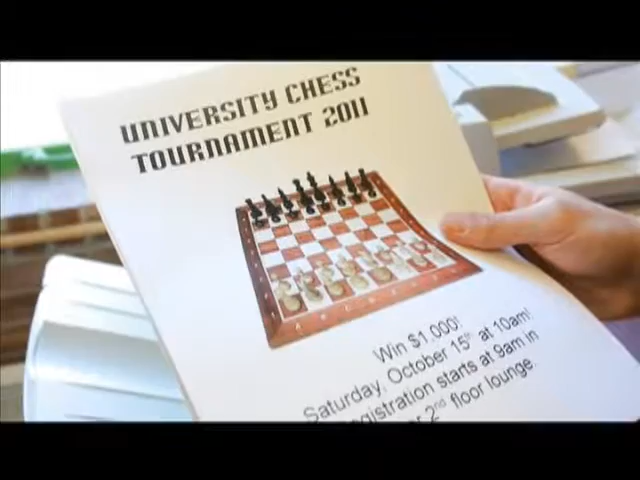 UNIVERSITY CHESS
TOURNAMENT 2011
Win $1,000!
Saturday, October 15th at 10am!
Registration starts at 9am in
2nd floor lounge.